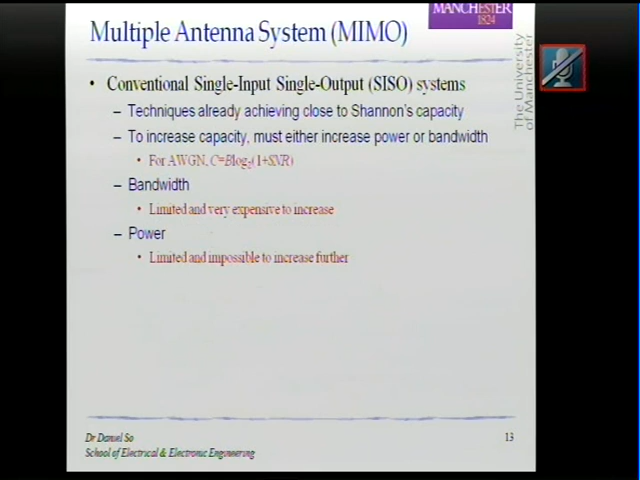 MANCHESTER
1824
Multiple Antenna System (MIMO)
The University
of Manchester
• Conventional Single-Input Single-Output (SISO) systems
– Techniques already achieving close to Shannon's capacity
– To increase capacity, must either increase power or bandwidth
• For AWGN, C=Blog₂(1+SNR)
– Bandwidth
• Limited and very expensive to increase
– Power
• Limited and impossible to increase further
Dr Daniel So
School of Electrical & Electronic Engineering
13